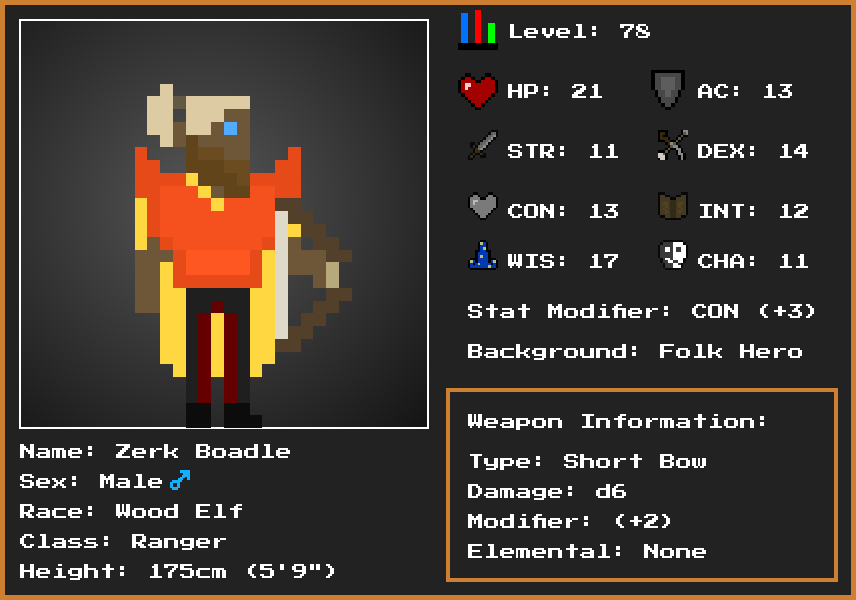 Level: 78
HP: 21 AC: 13
STR: 11 DEX: 14
CON: 13 INT: 12
WIS: 17 CHA: 11
Stat Modifier: CON (+3)
Background: Folk Hero
Weapon Information:
Type: Short Bow
Damage: d6
Modifier: (+2)
Elemental: None
Name: Zerk Boadle
Sex: Male♂
Race: Wood Elf
Class: Ranger
Height: 175cm (5'9")